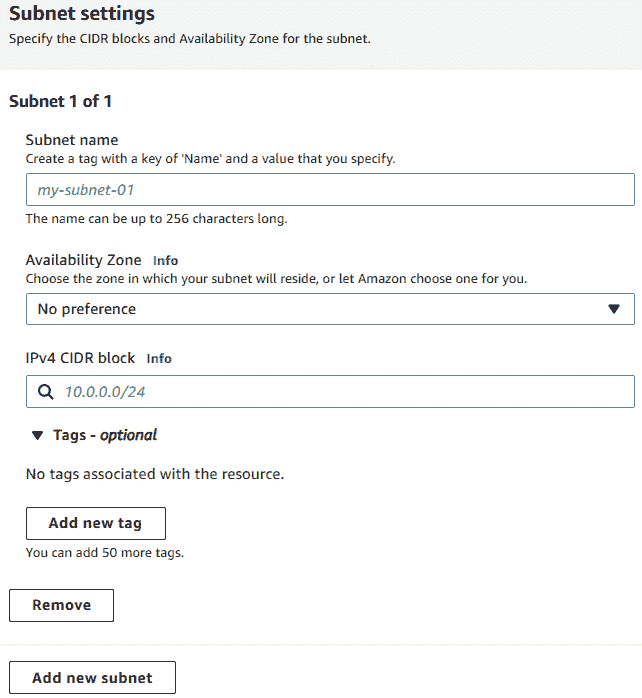 Subnet settings
Specify the CIDR blocks and Availability Zone for the subnet.
Subnet 1 of 1
Subnet name
Create a tag with a key of 'Name' and a value that you specify.
my-subnet-01
The name can be up to 256 characters long.
Availability Zone Info
Choose the zone in which your subnet will reside, or let Amazon choose one for you.
No preference
IPv4 CIDR block Info
10.0.0.0/24
Tags - optional
No tags associated with the resource.
Add new tag
You can add 50 more tags.
Remove
Add new subnet